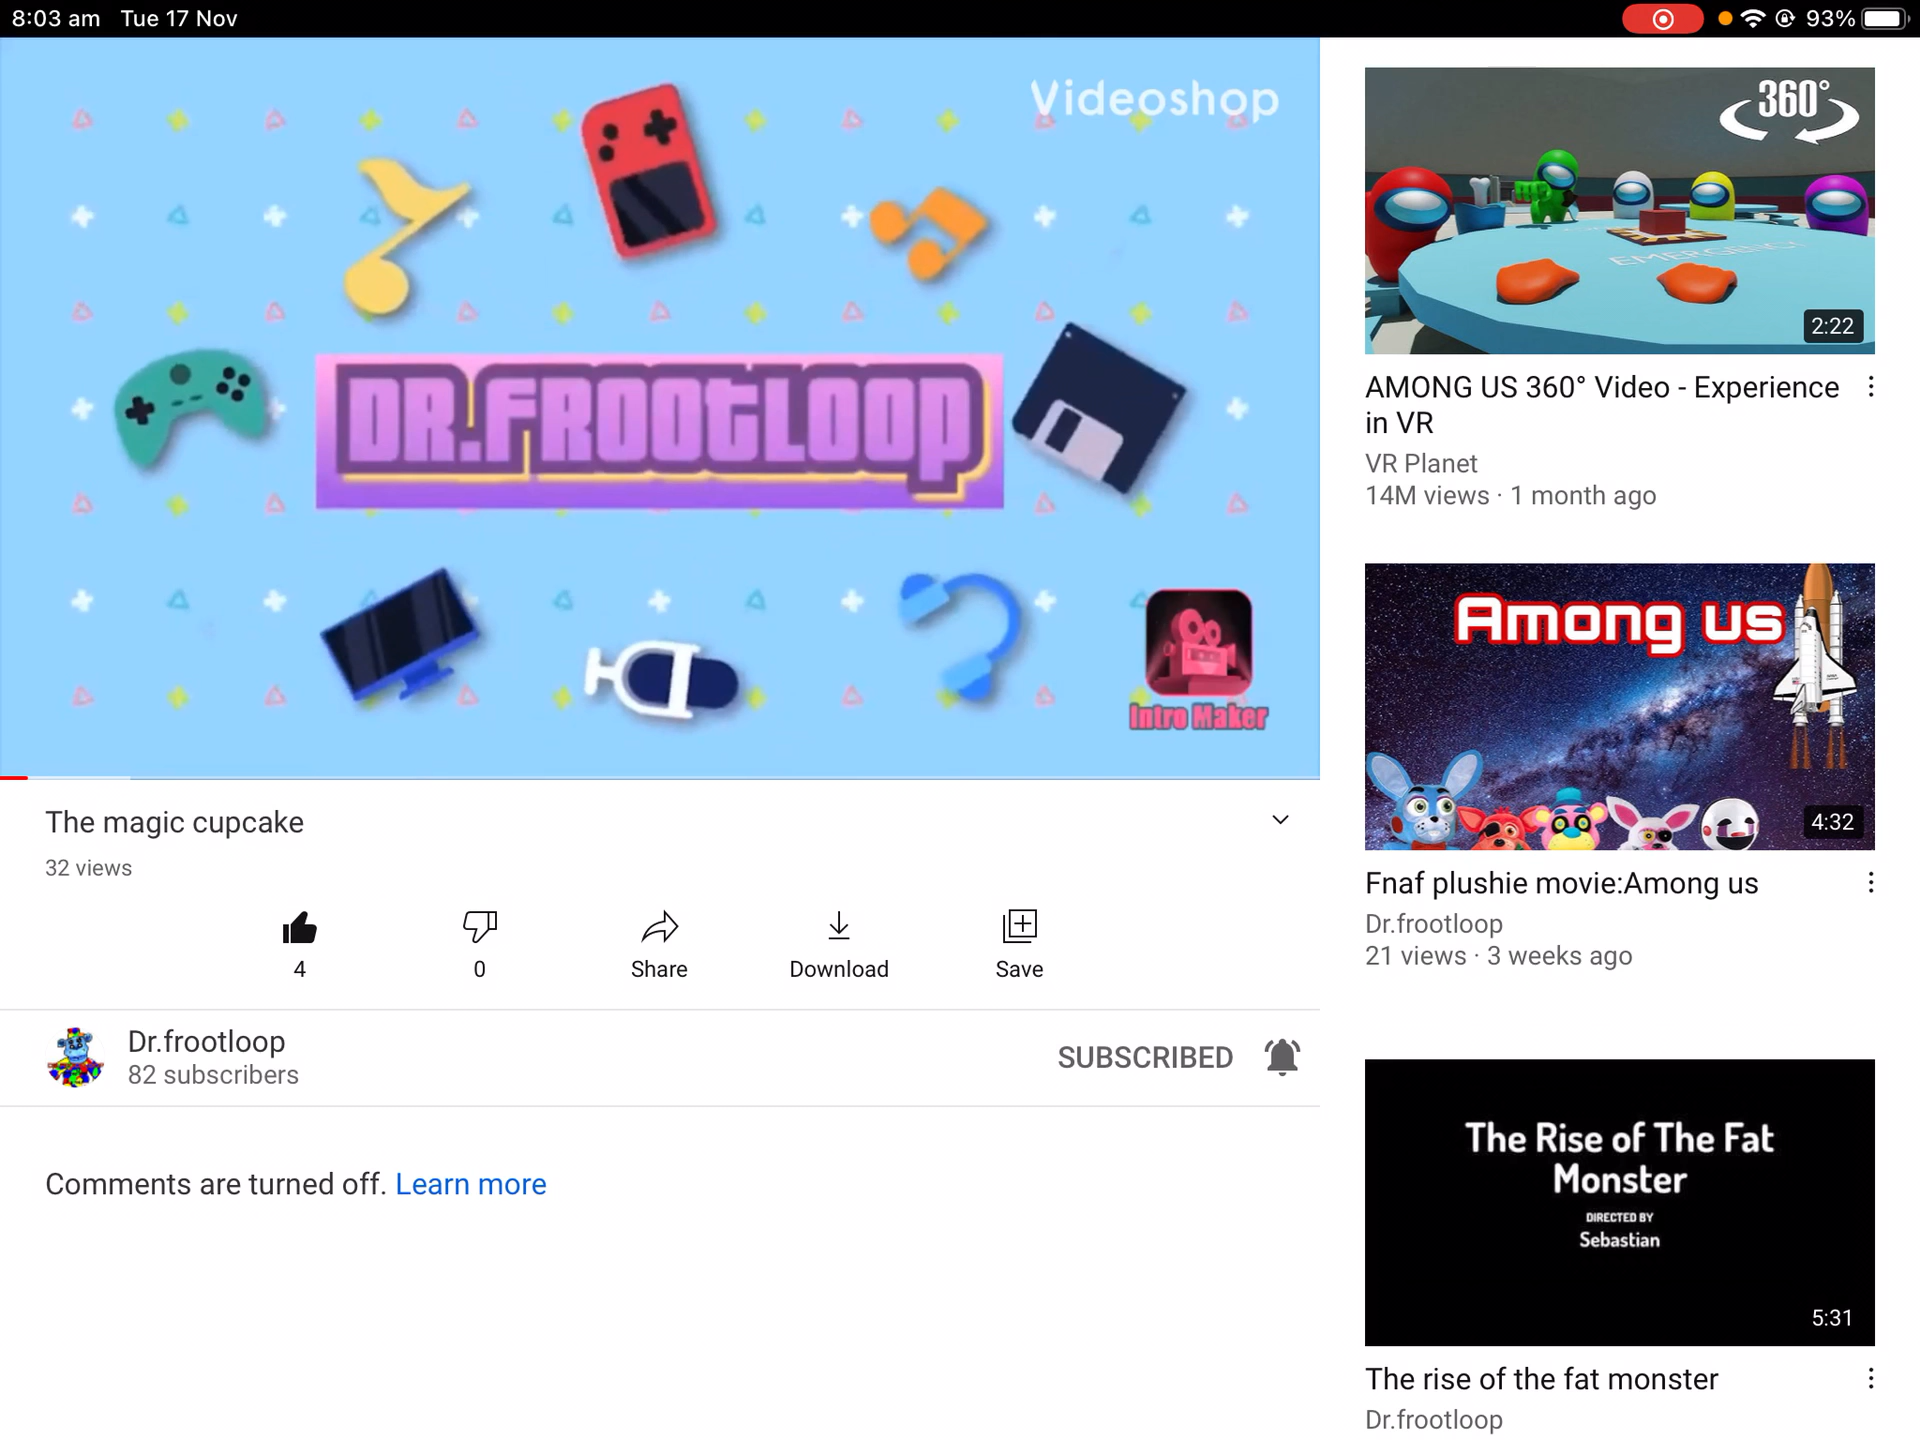 8:03 am Tue 17 Nov
93%
Videoshop
DR.FROOTLOOP
Intro Maker
The magic cupcake
32 views
4
0
Share
Download
Save
Dr.frootloop
82 subscribers
SUBSCRIBED
Comments are turned off. Learn more
360°
EMERGENCY
2:22
AMONG US 360° Video - Experience
in VR
VR Planet
14M views · 1 month ago
Among us
4:32
Fnaf plushie movie:Among us
Dr.frootloop
21 views · 3 weeks ago
The Rise of The Fat
Monster
DIRECTED BY
Sebastian
5:31
The rise of the fat monster
Dr.frootloop